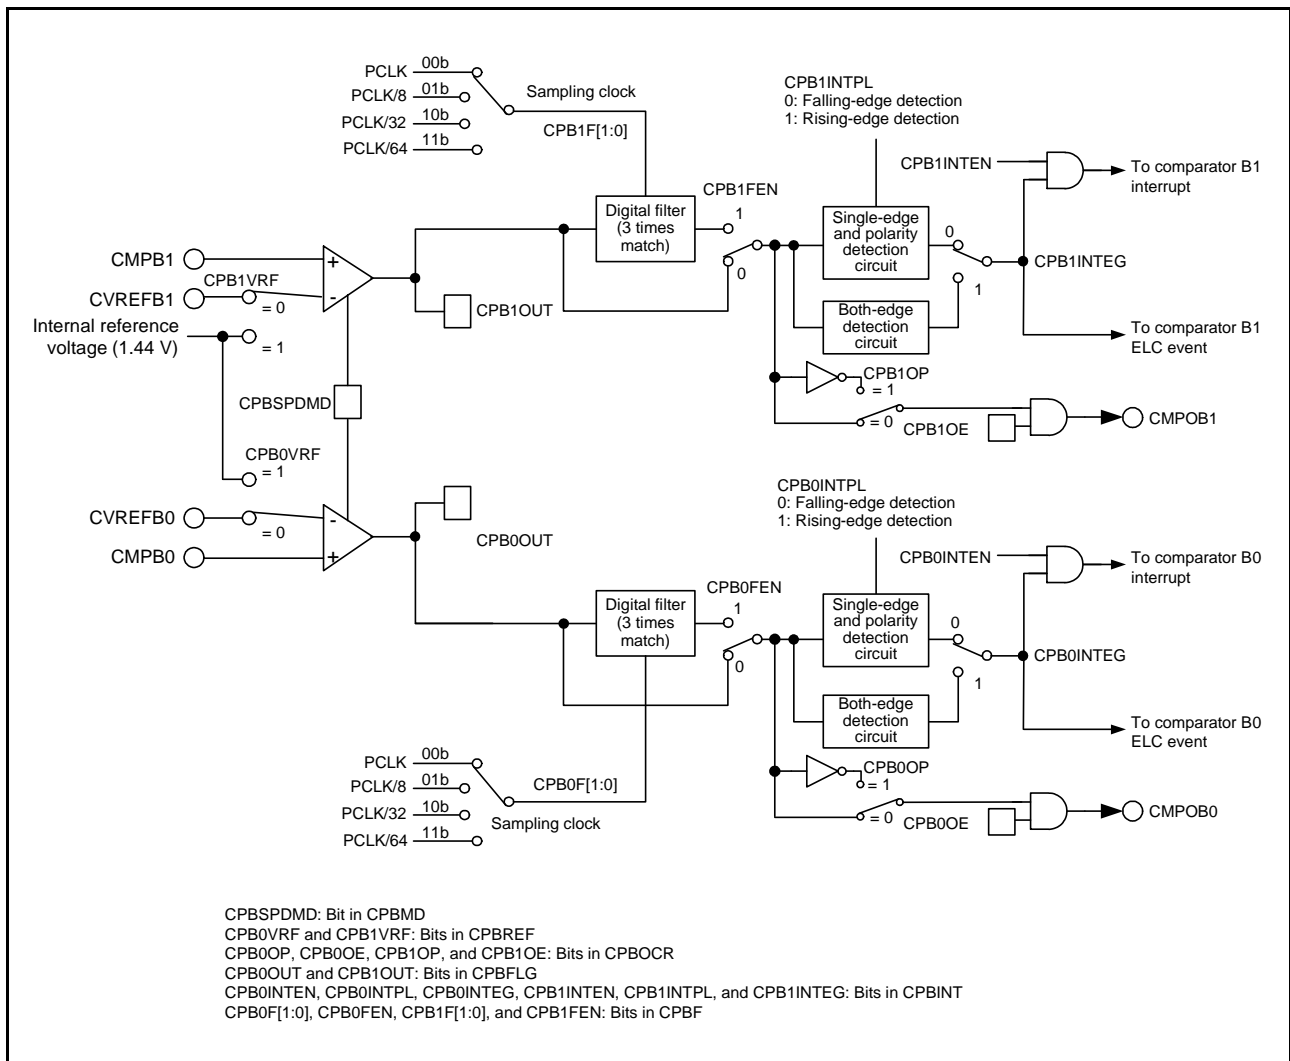 PCLK 00b
PCLK/8 01b
PCLK/32 10b
PCLK/64 11b
Sampling clock
CPB1F[1:0]
CPB1INTPL
0: Falling-edge detection
1: Rising-edge detection
CPB1INTEN
To comparator B1
interrupt
CPB1FEN
1
0
Digital filter
(3 times
match)
Single-edge
and polarity
detection
circuit
0
1
CPB1INTEG
CMPB1
+
CPB1VRF
-
CVREFB1
= 0
CPB1OUT
Both-edge
detection
circuit
To comparator B1
ELC event
Internal reference
voltage (1.44 V)
= 1
CPB1OP
= 1
CPBSPDMD
= 0
CPB1OE
CMPOB1
CPB0VRF
= 1
CPB0INTPL
0: Falling-edge detection
1: Rising-edge detection
CVREFB0
-
= 0
CPB0OUT
CMPB0
+
CPB0INTEN
To comparator B0
interrupt
CPB0FEN
1
0
Digital filter
(3 times
match)
Single-edge
and polarity
detection
circuit
0
1
CPB0INTEG
Both-edge
detection
circuit
To comparator B0
ELC event
PCLK 00b
PCLK/8 01b
PCLK/32 10b
PCLK/64 11b
CPB0F[1:0]
Sampling clock
CPB0OP
= 1
= 0
CPB0OE
CMPOB0
CPBSPDMD: Bit in CPBMD
CPB0VRF and CPB1VRF: Bits in CPBREF
CPB0OP, CPB0OE, CPB1OP, and CPB1OE: Bits in CPBOCR
CPB0OUT and CPB1OUT: Bits in CPBFLG
CPB0INTEN, CPB0INTPL, CPB0INTEG, CPB1INTEN, CPB1INTPL, and CPB1INTEG: Bits in CPBINT
CPB0F[1:0], CPB0FEN, CPB1F[1:0], and CPB1FEN: Bits in CPBF